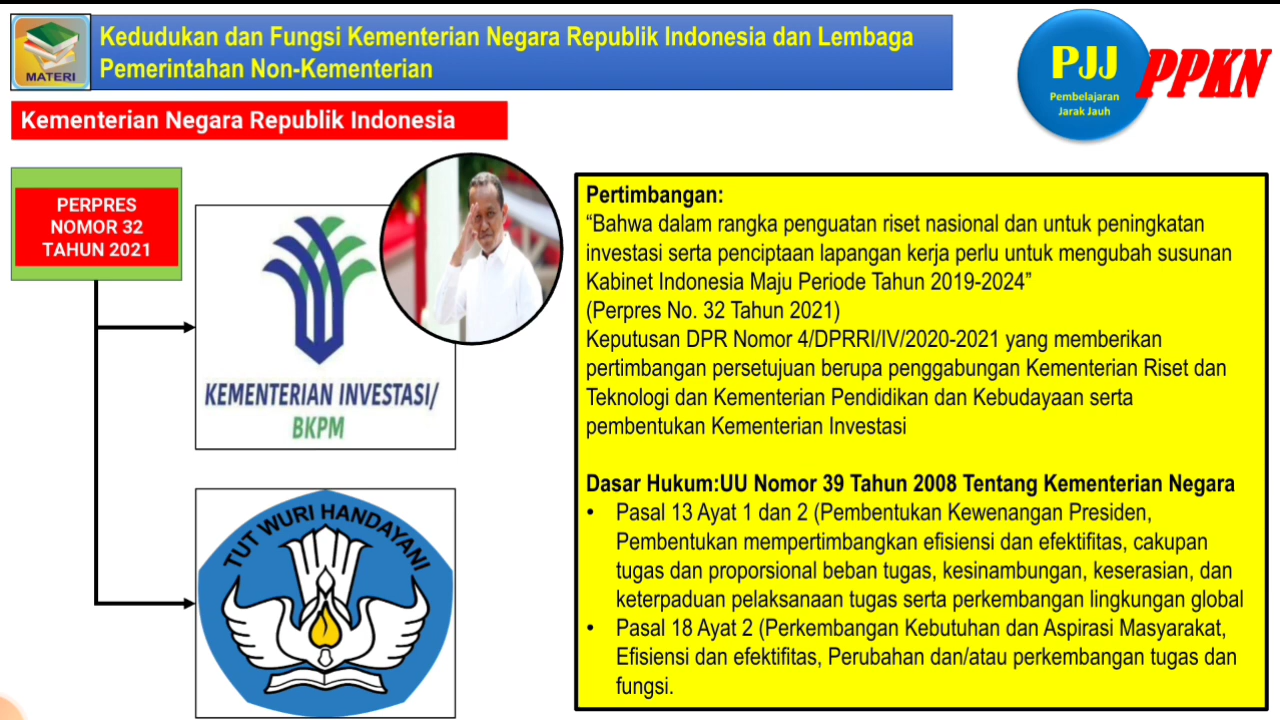 MATERI
Kedudukan dan Fungsi Kementerian Negara Republik Indonesia dan Lembaga
Pemerintahan Non-Kementerian
PJJ
Pembelajaran
Jarak Jauh
PPKN
Kementerian Negara Republik Indonesia
PERPRES
NOMOR 32
TAHUN 2021
KEMENTERIAN INVESTASI/
BKPM
TUT WURI HANDAYANI
Pertimbangan:
“Bahwa dalam rangka penguatan riset nasional dan untuk peningkatan
investasi serta penciptaan lapangan kerja perlu untuk mengubah susunan
Kabinet Indonesia Maju Periode Tahun 2019-2024”
(Perpres No. 32 Tahun 2021)
Keputusan DPR Nomor 4/DPRRI/IV/2020-2021 yang memberikan
pertimbangan persetujuan berupa penggabungan Kementerian Riset dan
Teknologi dan Kementerian Pendidikan dan Kebudayaan serta
pembentukan Kementerian Investasi
Dasar Hukum:UU Nomor 39 Tahun 2008 Tentang Kementerian Negara
• Pasal 13 Ayat 1 dan 2 (Pembentukan Kewenangan Presiden,
Pembentukan mempertimbangkan efisiensi dan efektifitas, cakupan
tugas dan proporsional beban tugas, kesinambungan, keserasian, dan
keterpaduan pelaksanaan tugas serta perkembangan lingkungan global
• Pasal 18 Ayat 2 (Perkembangan Kebutuhan dan Aspirasi Masyarakat,
Efisiensi dan efektifitas, Perubahan dan/atau perkembangan tugas dan
fungsi.